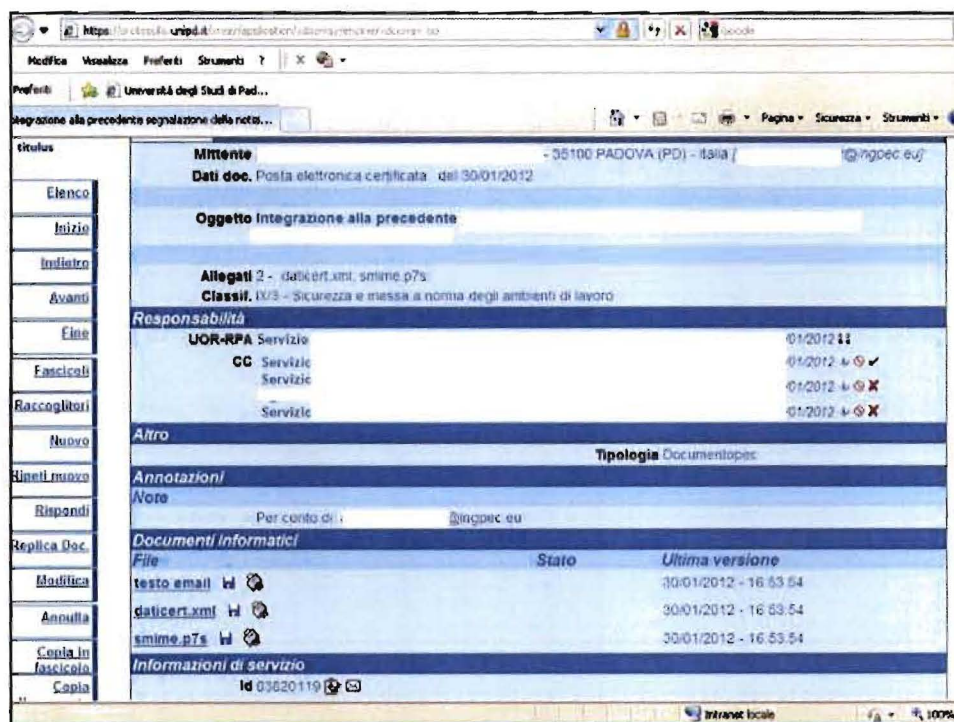 https:// unipd.it
Modifica Visualizza Preferiti Strumenti ?
Preferiti Università degli Studi di Pad...
ntegrazione alla precedente segnalazione della notizi... Pagina Sicurezza Strumenti
titulus
Mittente - 35100 PADOVA (PD) - Italia [ @ingpec.eu]
Dati doc. Posta elettronica certificata del 30/01/2012
Elenco
Oggetto Integrazione alla precedente
Inizio
Indietro
Allegati 2 - daticert.xml, smime.p7s
Avanti
Classif. IX/3 - Sicurezza e messa a norma degli ambienti di lavoro
Responsabilità
Fine
UOR-RPA Servizio 01/2012
CC Servizio 01/2012
Fascicoli
Servizio 01/2012
Raccoglitori
Servizio 01/2012
Altro
Nuovo
Tipologia Documentopec
Ripeti nuovo
Annotazioni
Note
Rispondi
Per conto di @ingpec.eu
Replica Doc.
Documenti informatici
File Stato Ultima versione
Modifica
testo email 30/01/2012 - 16:53:54
Annulla
daticert.xml 30/01/2012 - 16:53:54
smime.p7s 30/01/2012 - 16:53:54
Copia in
fascicolo
Informazioni di servizio
Copia
Id 03820119
Intranet locale 100%